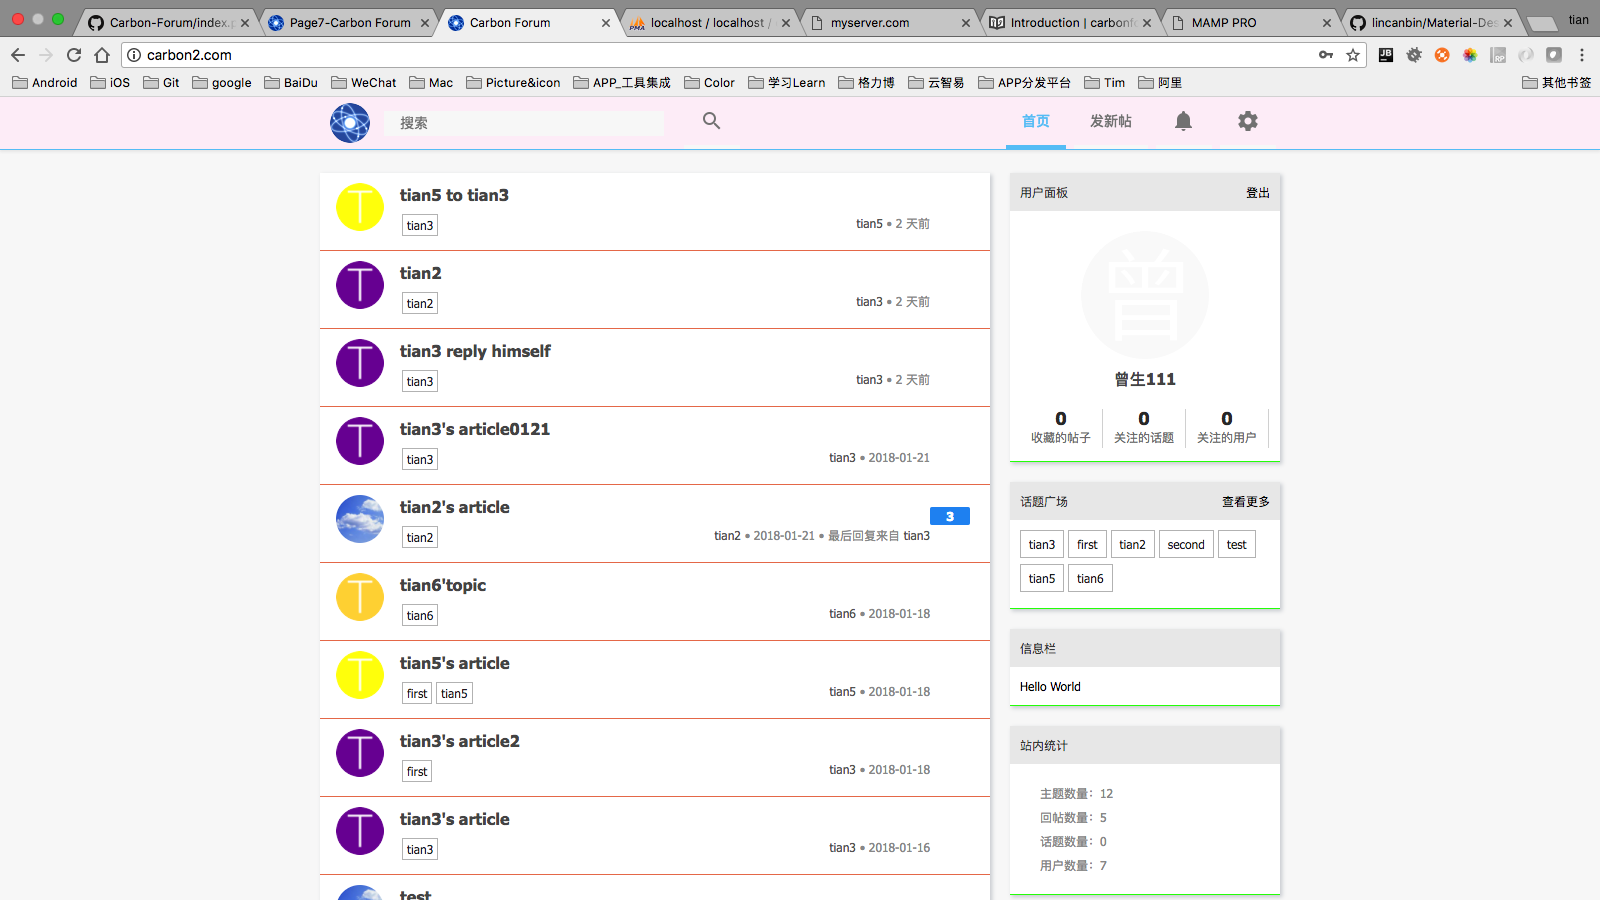 Carbon-Forum/index.p
Page7-Carbon Forum
Carbon Forum
localhost / localhost /
myserver.com
Introduction | carbonfo
MAMP PRO
lincanbin/Material-Des
tian
carbon2.com
Android iOS Git google BaiDu WeChat Mac Picture&icon APP_工具集成 Color 学习Learn 格力博 云智易 APP分发平台 Tim 阿里 其他书签
搜索 首页 发新帖
T tian5 to tian3
tian3 tian5 • 2 天前
T tian2
tian2 tian3 • 2 天前
T tian3 reply himself
tian3 tian3 • 2 天前
T tian3's article0121
tian3 tian3 • 2018-01-21
tian2's article
3
tian2 tian2 • 2018-01-21 • 最后回复来自 tian3
T tian6'topic
tian6 tian6 • 2018-01-18
T tian5's article
first tian5 tian5 • 2018-01-18
T tian3's article2
first tian3 • 2018-01-18
T tian3's article
tian3 tian3 • 2018-01-16
test
用户面板 登出
曾
曾生111
0 0 0
收藏的帖子 关注的话题 关注的用户
话题广场 查看更多
tian3 first tian2 second test
tian5 tian6
信息栏
Hello World
站内统计
主题数量：12
回帖数量：5
话题数量：0
用户数量：7